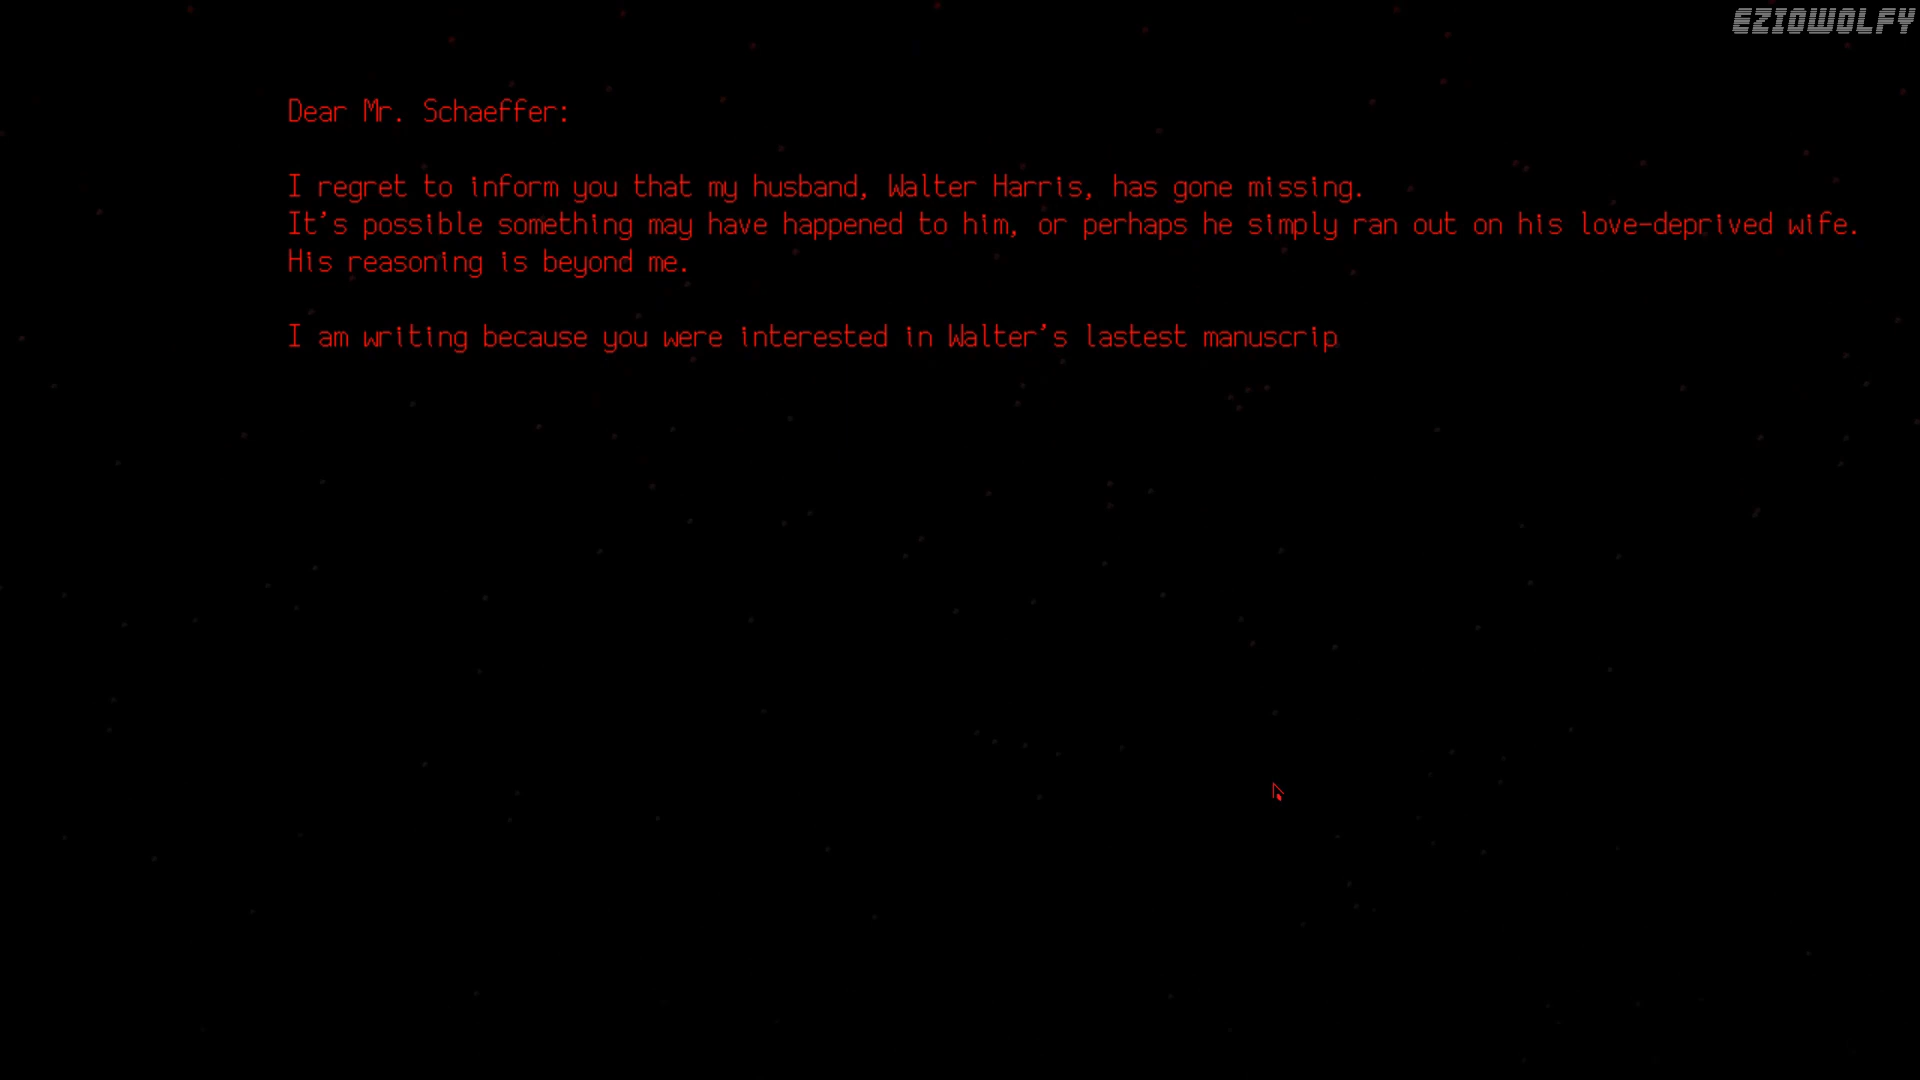 EZIOWOLFY
Dear Mr. Schaeffer:
I regret to inform you that my husband, Walter Harris, has gone missing.
It's possible something may have happened to him, or perhaps he simply ran out on his love-deprived wife.
His reasoning is beyond me.
I am writing because you were interested in Walter's lastest manuscrip